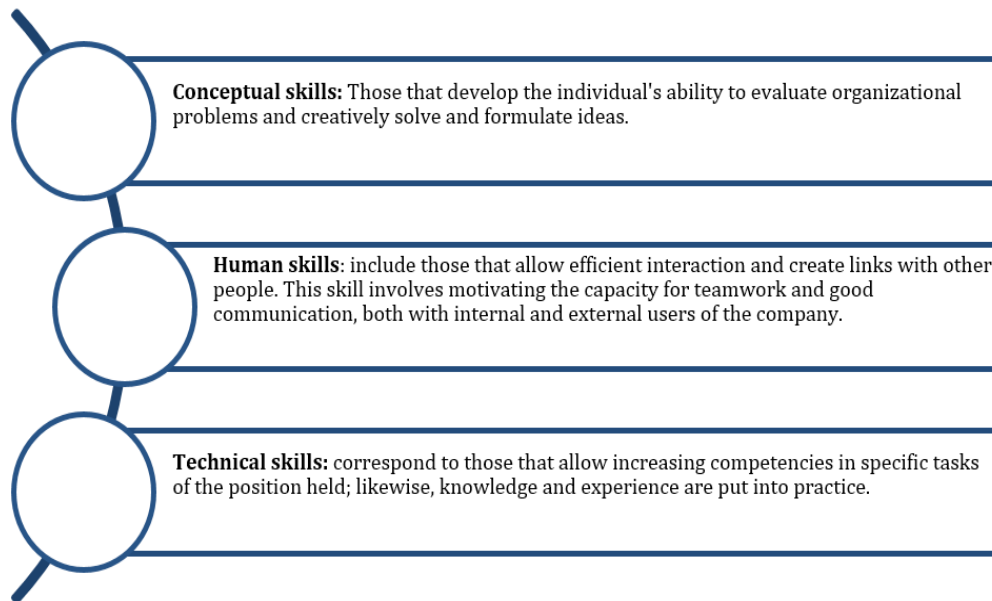 Conceptual skills: Those that develop the individual's ability to evaluate organizational
problems and creatively solve and formulate ideas.
Human skills: include those that allow efficient interaction and create links with other
people. This skill involves motivating the capacity for teamwork and good
communication, both with internal and external users of the company.
Technical skills: correspond to those that allow increasing competencies in specific tasks
of the position held; likewise, knowledge and experience are put into practice.